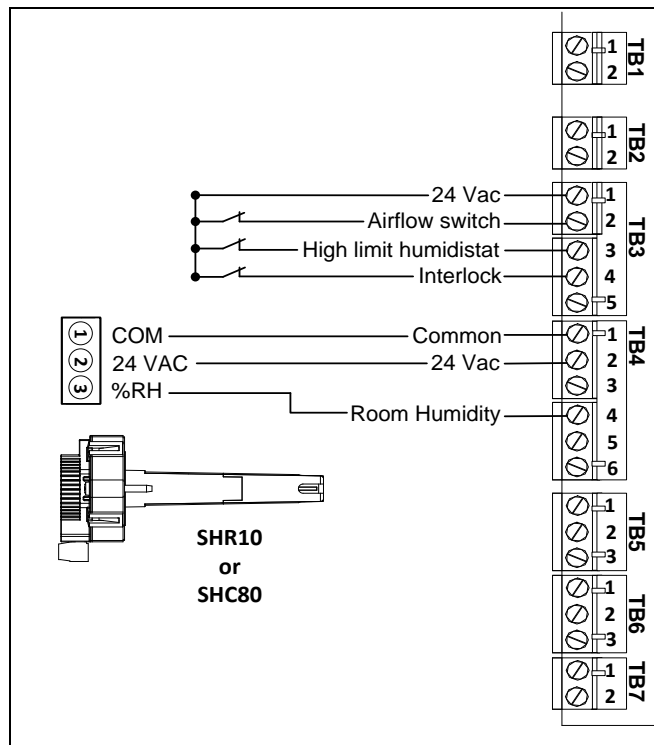 1
2
TB1
1
2
TB2
24 Vac
1
Airflow switch
2
High limit humidistat
3
Interlock
4
5
TB3
1
COM
Common
1
2
24 VAC
24 Vac
2
3
%RH
3
Room Humidity
4
5
6
TB4
SHR10
or
SHC80
1
2
3
TB5
1
2
3
TB6
1
2
TB7